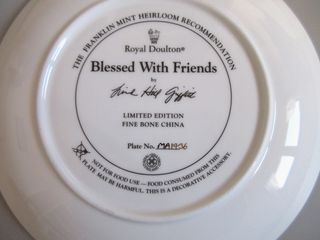 THE FRANKLIN MINT HEIRLOOM RECOMMENDATION
Royal Doulton®
Blessed With Friends
by
LIMITED EDITION
FINE BONE CHINA
Plate No. MA1936
NOT FOR FOOD USE — FOOD CONSUMED FROM THIS
PLATE MAY BE HARMFUL. THIS IS A DECORATIVE ACCESSORY.